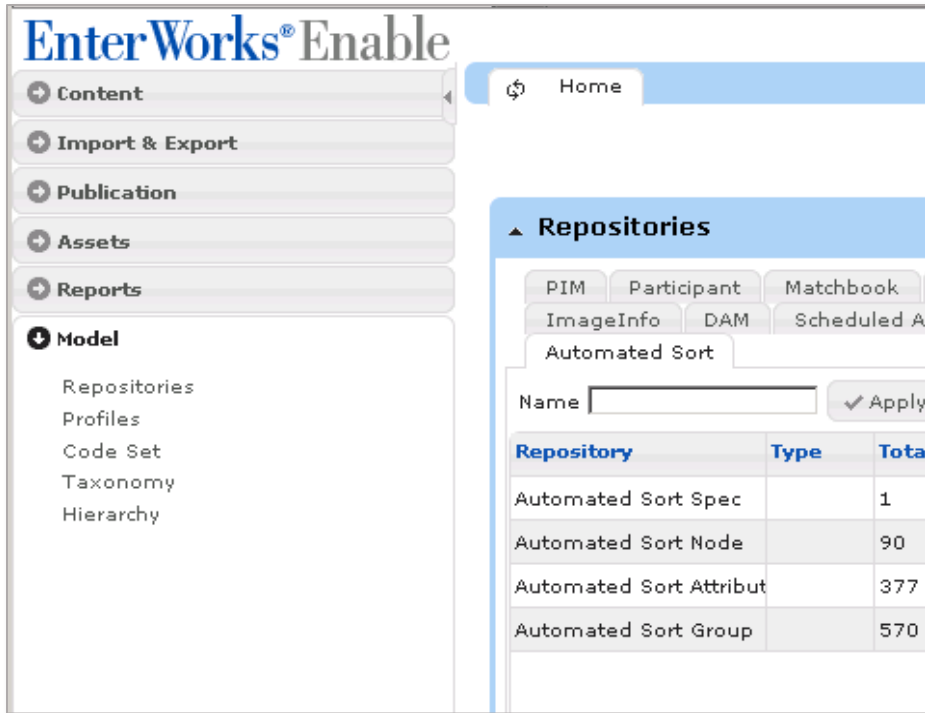 EnterWorks®Enable
Content
Import & Export
Publication
Assets
Reports
Model
Repositories
Profiles
Code Set
Taxonomy
Hierarchy
Home
Repositories
PIM Participant Matchbook
ImageInfo DAM Scheduled A
Automated Sort
Name Apply
Repository Type Tota
Automated Sort Spec 1
Automated Sort Node 90
Automated Sort Attribut 377
Automated Sort Group 570